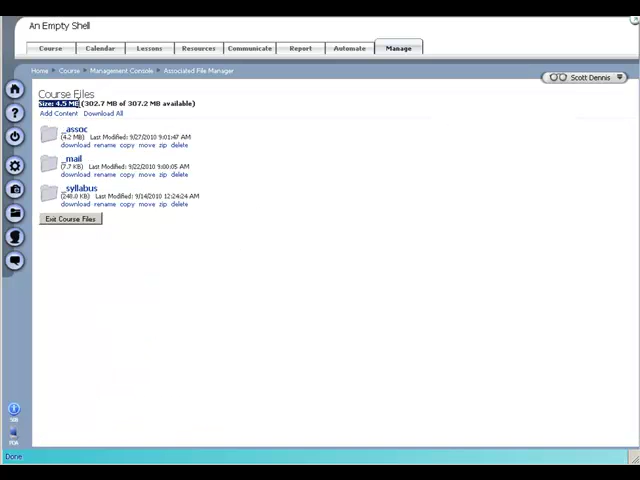 An Empty Shell
Course Calendar Lessons Resources Communicate Report Automate Manage
Home Course Management Console Associated File Manager
Scott Dennis
Course Files
Size: 4.5 MB (302.7 MB of 307.2 MB available)
Add Content Download All
_assoc
(4.2 MB) Last Modified: 9/27/2010 9:01:47 AM
download rename copy move zip delete
_mail
(7.7 KB) Last Modified: 9/22/2010 9:00:05 AM
download rename copy move zip delete
_syllabus
(248.0 KB) Last Modified: 9/14/2010 12:24:24 AM
download rename copy move zip delete
Exit Course Files
Done